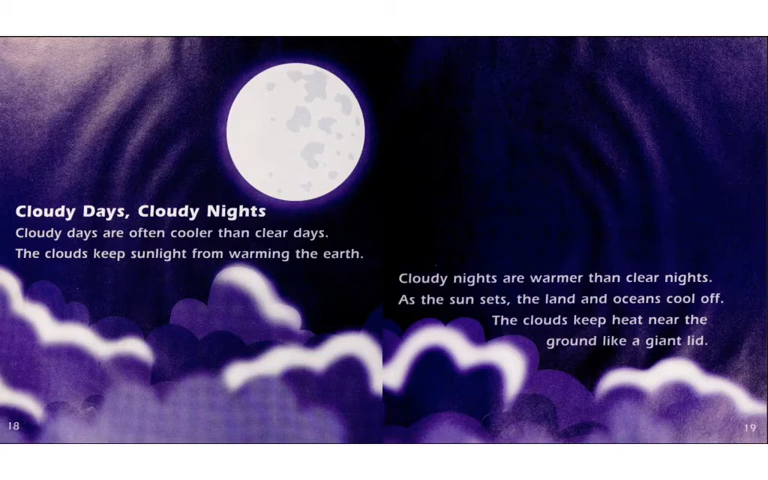 Cloudy Days, Cloudy Nights
Cloudy days are often cooler than clear days.
The clouds keep sunlight from warming the earth.
18
Cloudy nights are warmer than clear nights.
As the sun sets, the land and oceans cool off.
The clouds keep heat near the
ground like a giant lid.
19